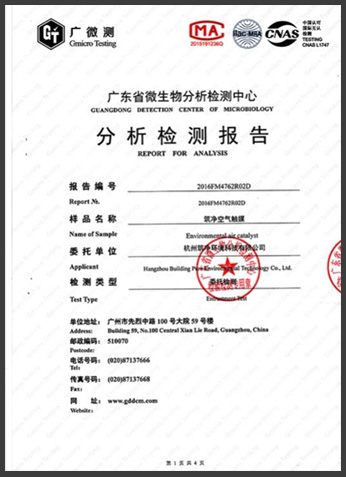 广微测
Gmicro Testing
MA
2015191238G
ilac-MRA
CNAS
中国认可
国际互认
检测
TESTING
CNAS L1747
广东省微生物分析检测中心
GUANGDONG DETECTION CENTER OF MICROBIOLOGY
分析检测报告
REPORT FOR ANALYSIS
报告编号 2016FM4762R02D
Report №. 2016FM4762R02D
样品名称 筑净空气触媒
Name of Sample Environmental air catalyst
委托单位 杭州筑净环境科技有限公司
Applicant Hangzhou Building Pure Environmental Technology Co., Ltd.
检测类型 委托检测
Test Type Entrustment Test
单位地址: 广州市先烈中路 100 号大院 59 号楼
Address: Building 59, No.100 Central Xian Lie Road, Guangzhou, China
邮政编码: 510070
Postcode:
电话号码: (020)87137666
Tel:
传真号码: (020)87137668
Fax:
网 址: www.gddcm.com
Website:
第 1 页 共 4 页